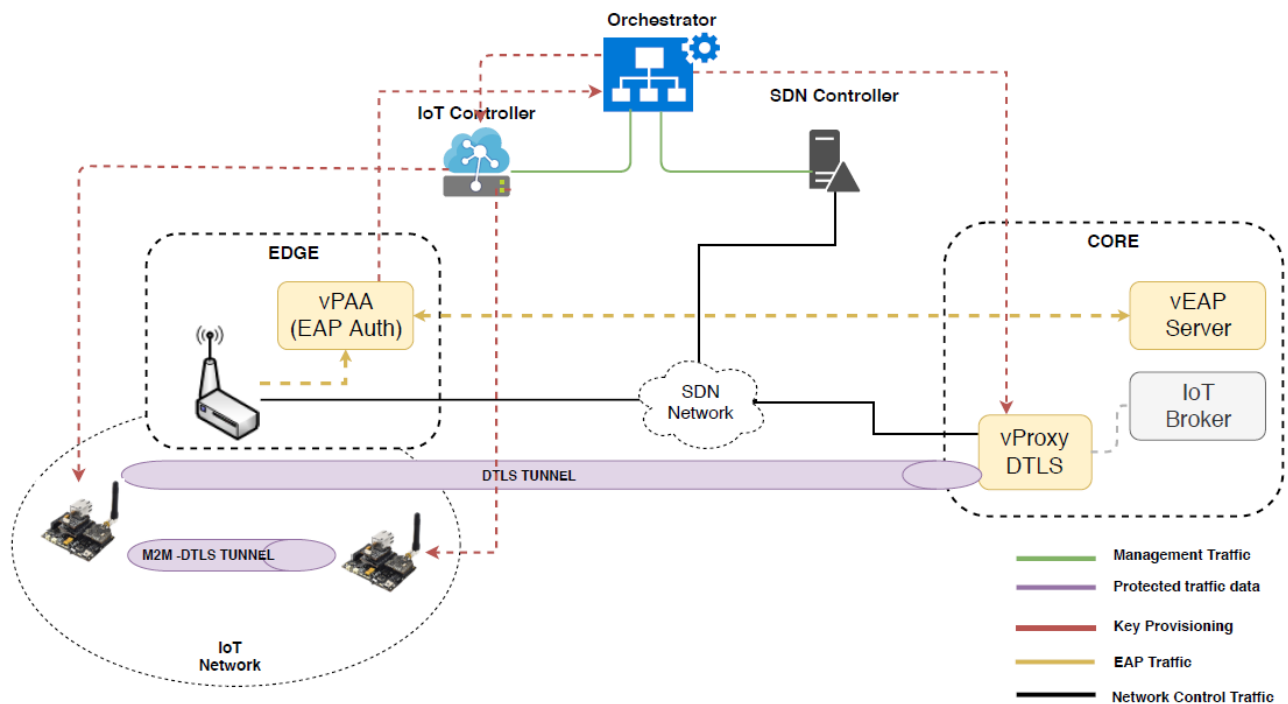 Orchestrator
SDN Controller
IoT Controller
EDGE
CORE
vPAA
(EAP Auth)
vEAP
Server
SDN
Network
IoT
Broker
vProxy
DTLS
DTLS TUNNEL
M2M -DTLS TUNNEL
IoT
Network
Management Traffic
Protected traffic data
Key Provisioning
EAP Traffic
Network Control Traffic